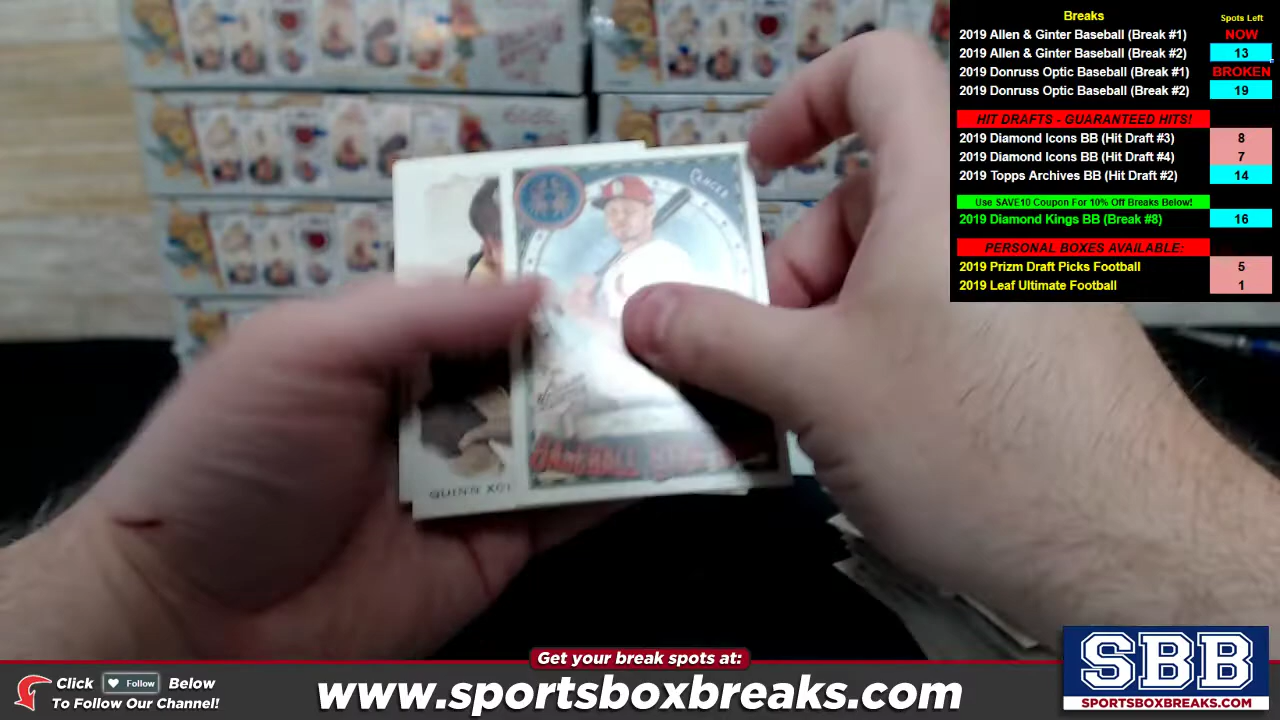 Breaks Spots Left
2019 Allen & Ginter Baseball (Break #1) NOW
2019 Allen & Ginter Baseball (Break #2) 13
2019 Donruss Optic Baseball (Break #1) BROKEN
2019 Donruss Optic Baseball (Break #2) 19
HIT DRAFTS - GUARANTEED HITS!
2019 Diamond Icons BB (Hit Draft #3) 8
2019 Diamond Icons BB (Hit Draft #4) 7
2019 Topps Archives BB (Hit Draft #2) 14
Use SAVE10 Coupon For 10% Off Breaks Below!
2019 Diamond Kings BB (Break #8) 16
PERSONAL BOXES AVAILABLE:
2019 Prizm Draft Picks Football 5
2019 Leaf Ultimate Football 1
CANCER
BASEBALL
QUINN XCI
Get your break spots at:
Click Follow Below
To Follow Our Channel!
www.sportsboxbreaks.com
SBB
SPORTSBOXBREAKS.COM